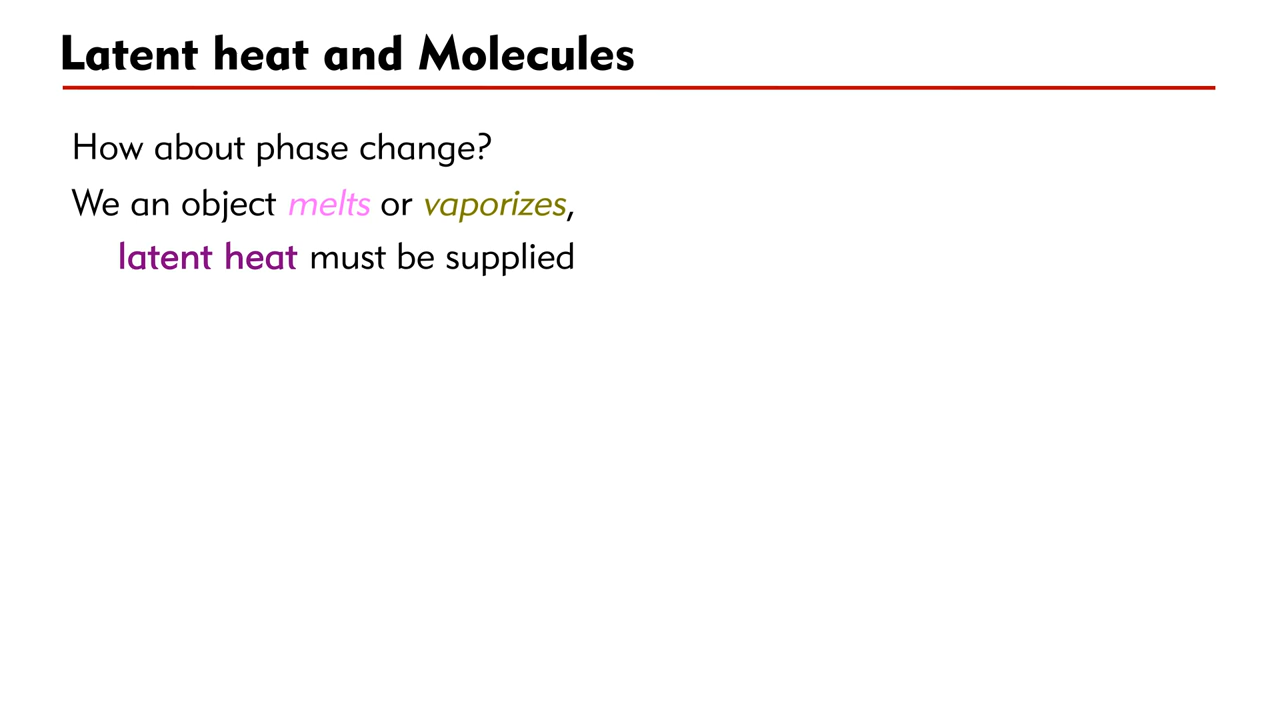 Latent heat and Molecules
How about phase change?
We an object melts or vaporizes,
latent heat must be supplied